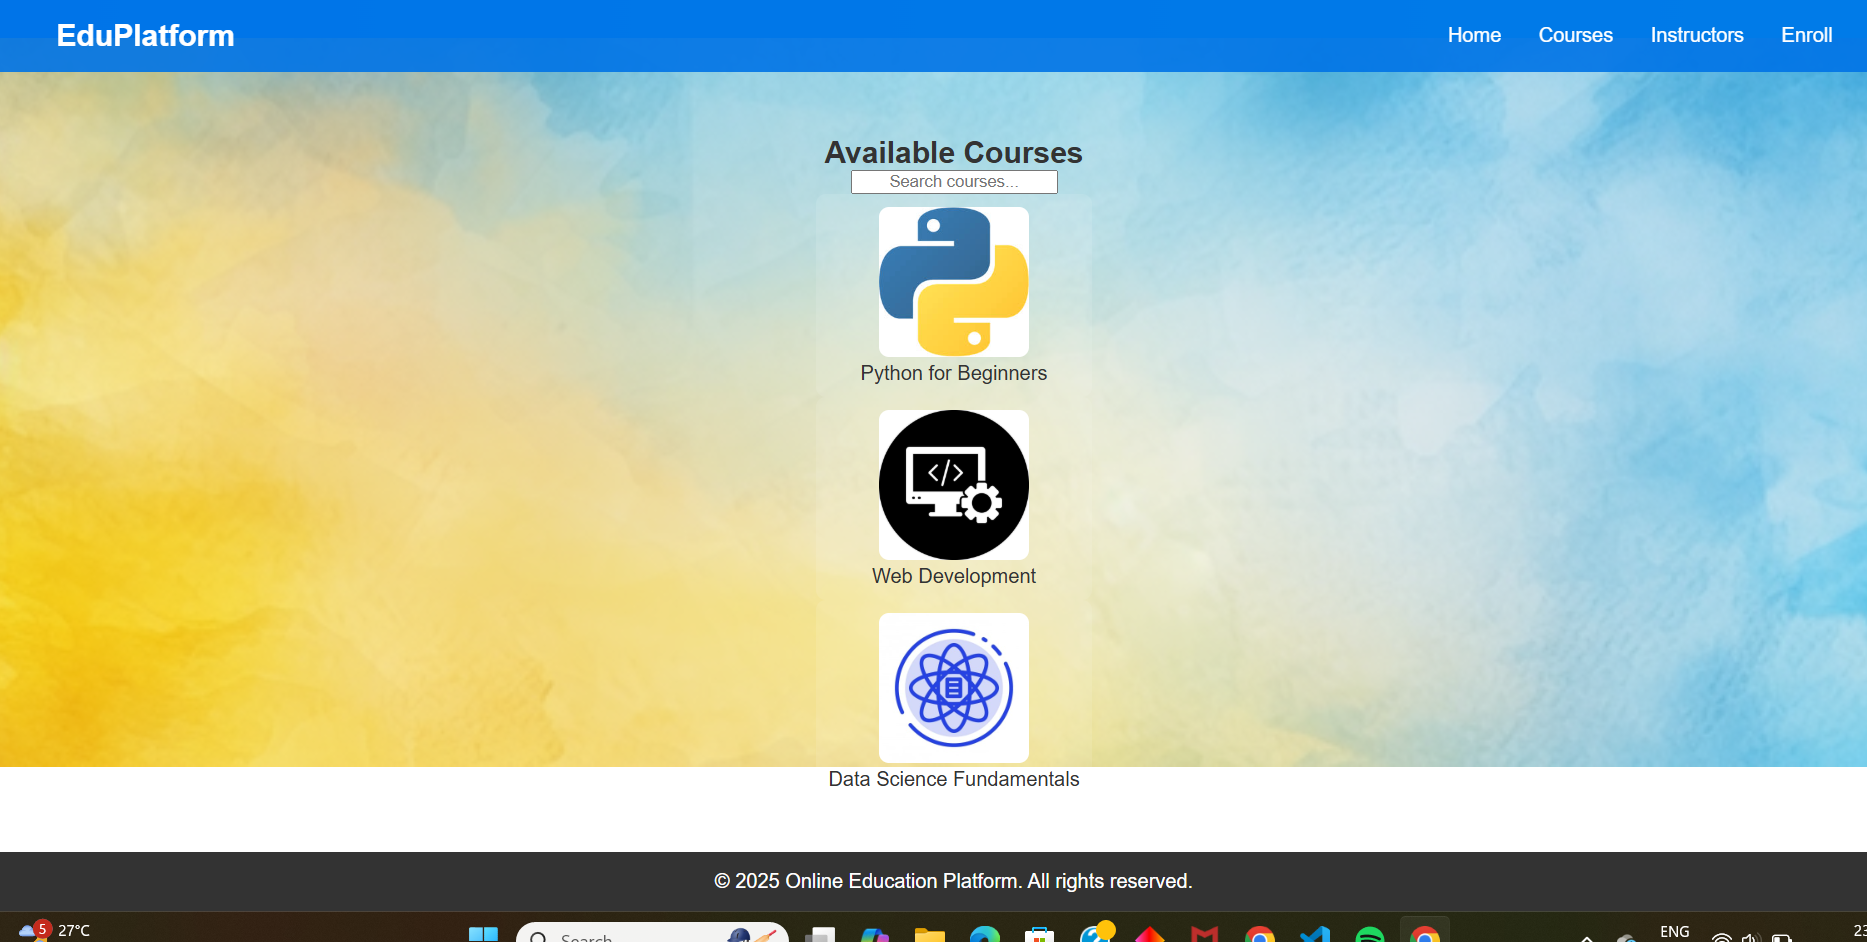 EduPlatform
Home Courses Instructors Enroll
Available Courses
Search courses...
Python for Beginners
</>
Web Development
Data Science Fundamentals
© 2025 Online Education Platform. All rights reserved.
5 27°C
Search
ENG